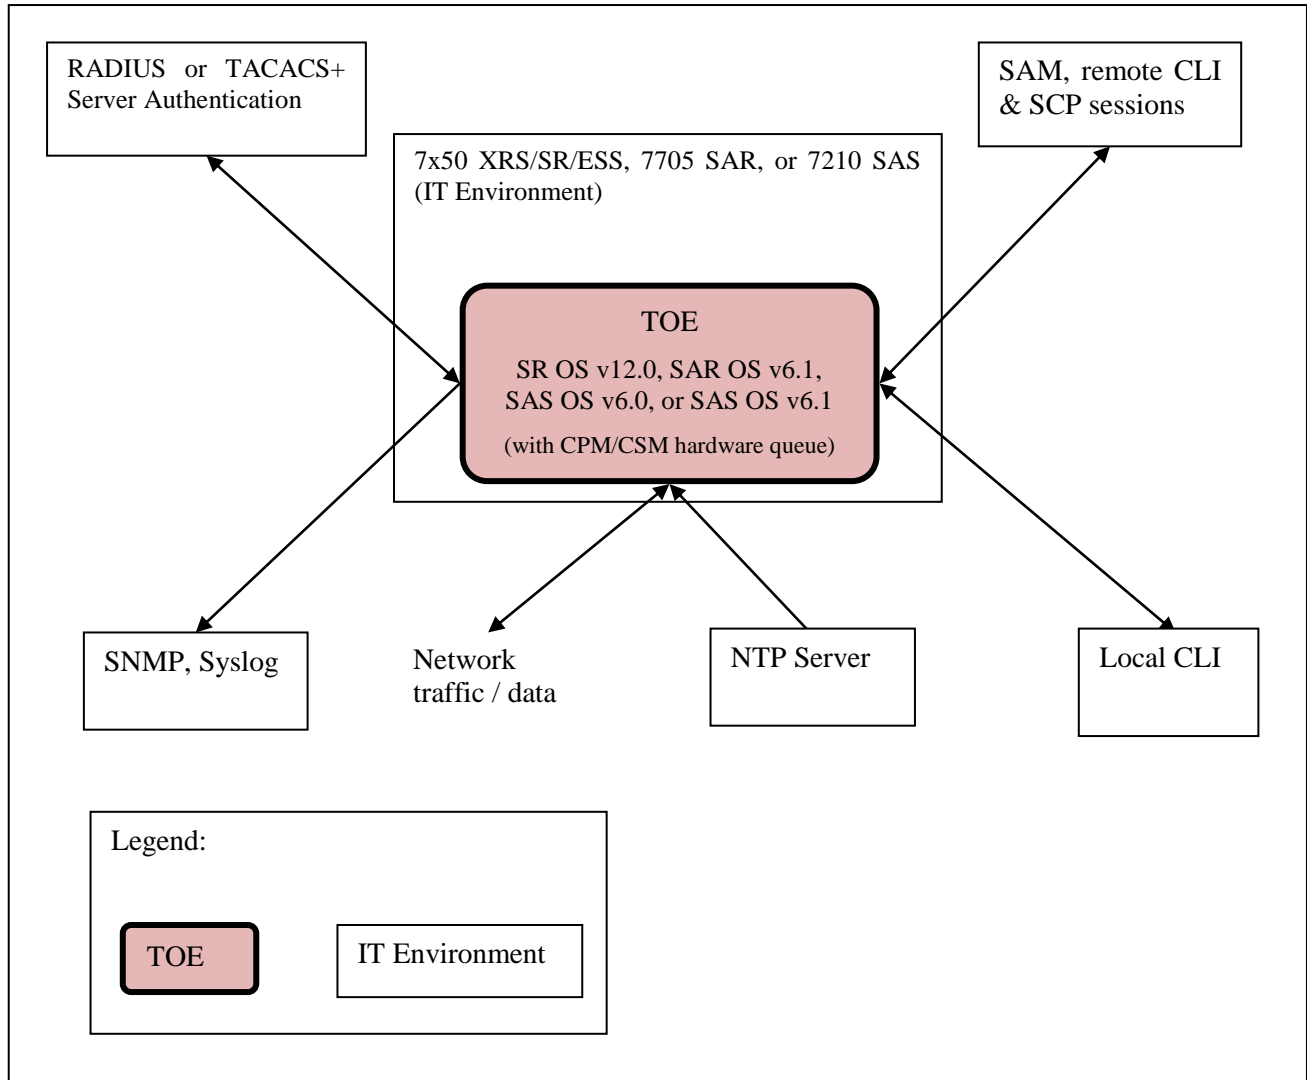 RADIUS or TACACS+
Server Authentication
SAM, remote CLI
& SCP sessions
7x50 XRS/SR/ESS, 7705 SAR, or 7210 SAS
(IT Environment)
TOE
SR OS v12.0, SAR OS v6.1,
SAS OS v6.0, or SAS OS v6.1
(with CPM/CSM hardware queue)
SNMP, Syslog
Network
traffic / data
NTP Server
Local CLI
Legend:
TOE
IT Environment